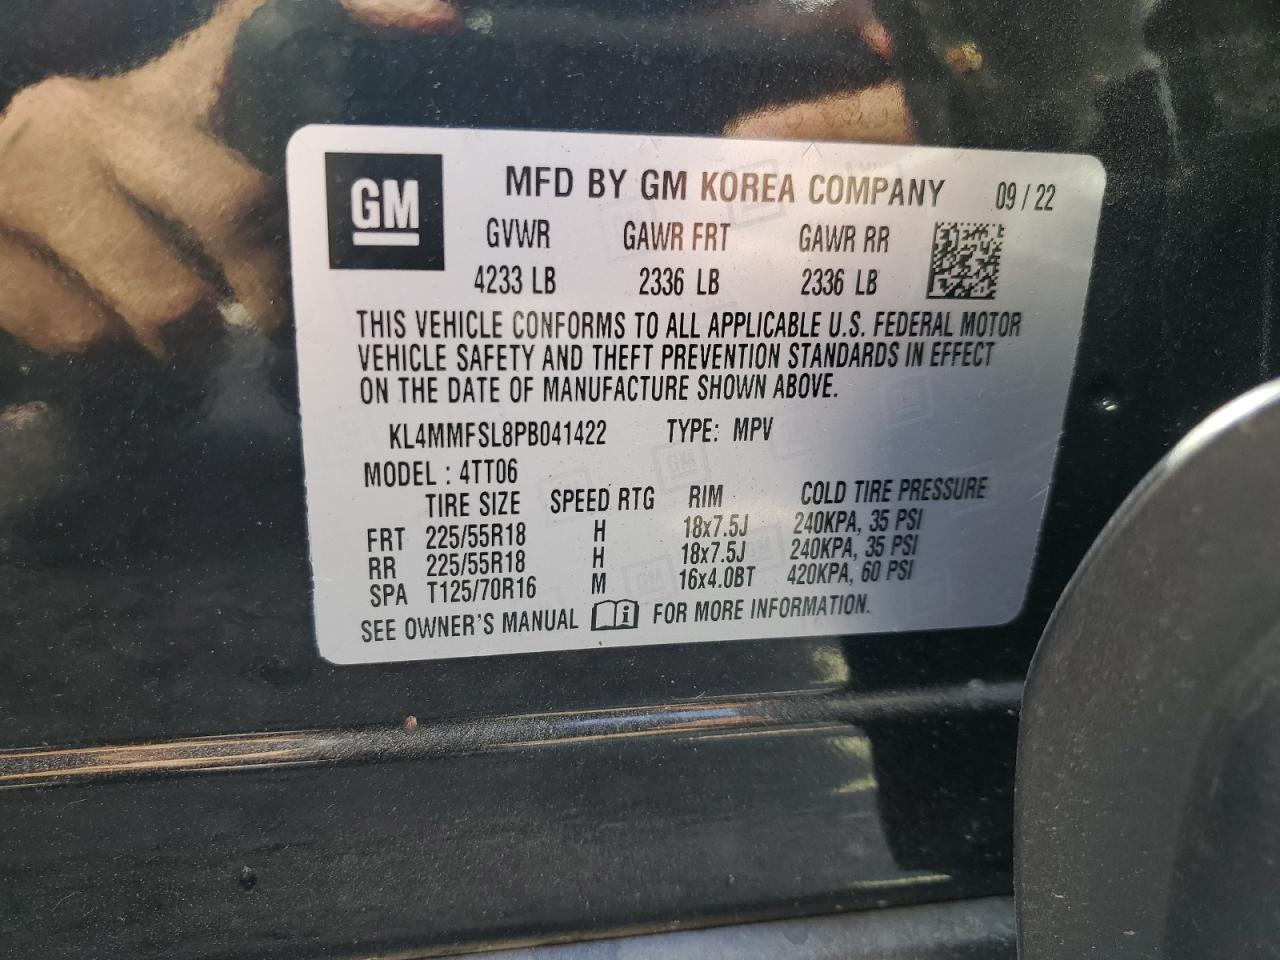 GM
MFD BY GM KOREA COMPANY 09/22
GVWR GAWR FRT GAWR RR
4233 LB 2336 LB 2336 LB
THIS VEHICLE CONFORMS TO ALL APPLICABLE U.S. FEDERAL MOTOR
VEHICLE SAFETY AND THEFT PREVENTION STANDARDS IN EFFECT
ON THE DATE OF MANUFACTURE SHOWN ABOVE.
KL4MMFSL8PB041422 TYPE: MPV
MODEL : 4TT06
TIRE SIZE SPEED RTG RIM COLD TIRE PRESSURE
FRT 225/55R18 H 18x7.5J 240KPA, 35 PSI
RR 225/55R18 H 18x7.5J 240KPA, 35 PSI
SPA T125/70R16 M 16x4.0BT 420KPA, 60 PSI
SEE OWNER'S MANUAL FOR MORE INFORMATION.